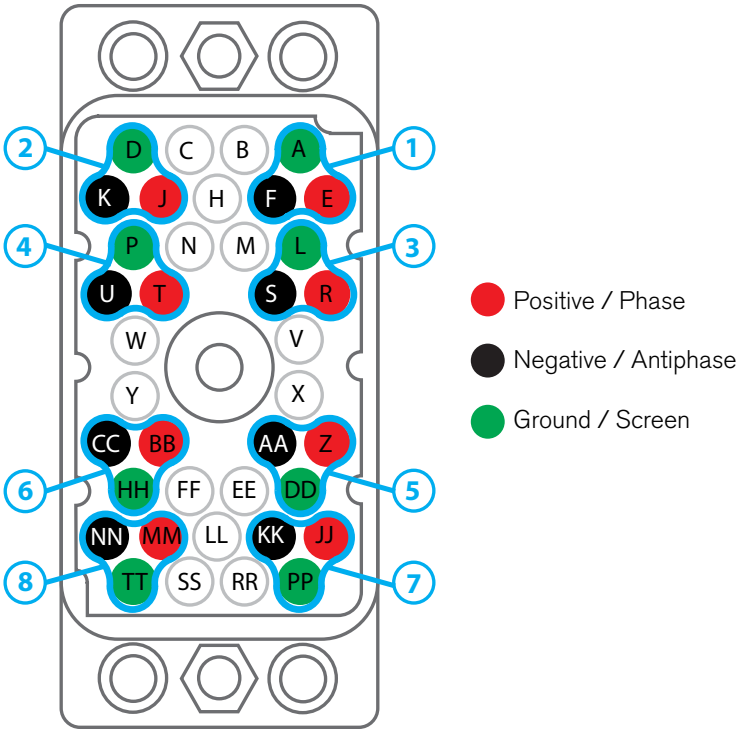 2 D C B A 1
K J H F E
4 P N M L 3
U T S R
W V
Y X
CC BB AA Z
6 HH FF EE DD 5
NN MM LL KK JJ
8 TT SS RR PP 7
Positive / Phase
Negative / Antiphase
Ground / Screen